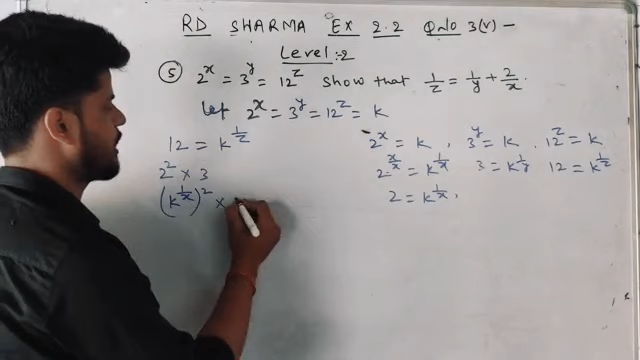 RD SHARMA Ex 2.2 Q.No 3(v) -
Level :- 2
⑤ 2^x = 3^y = 12^z show that 1/z = 1/y + 2/x.
Let 2^x = 3^y = 12^z = k
12 = k^(1/z)
2^x = k , 3^y = k . 12^z = k
2² × 3
2^(x/x) = k^(1/x) 3 = k^(1/y) 12 = k^(1/z)
(k^(1/x))² ×
2 = k^(1/x) ,